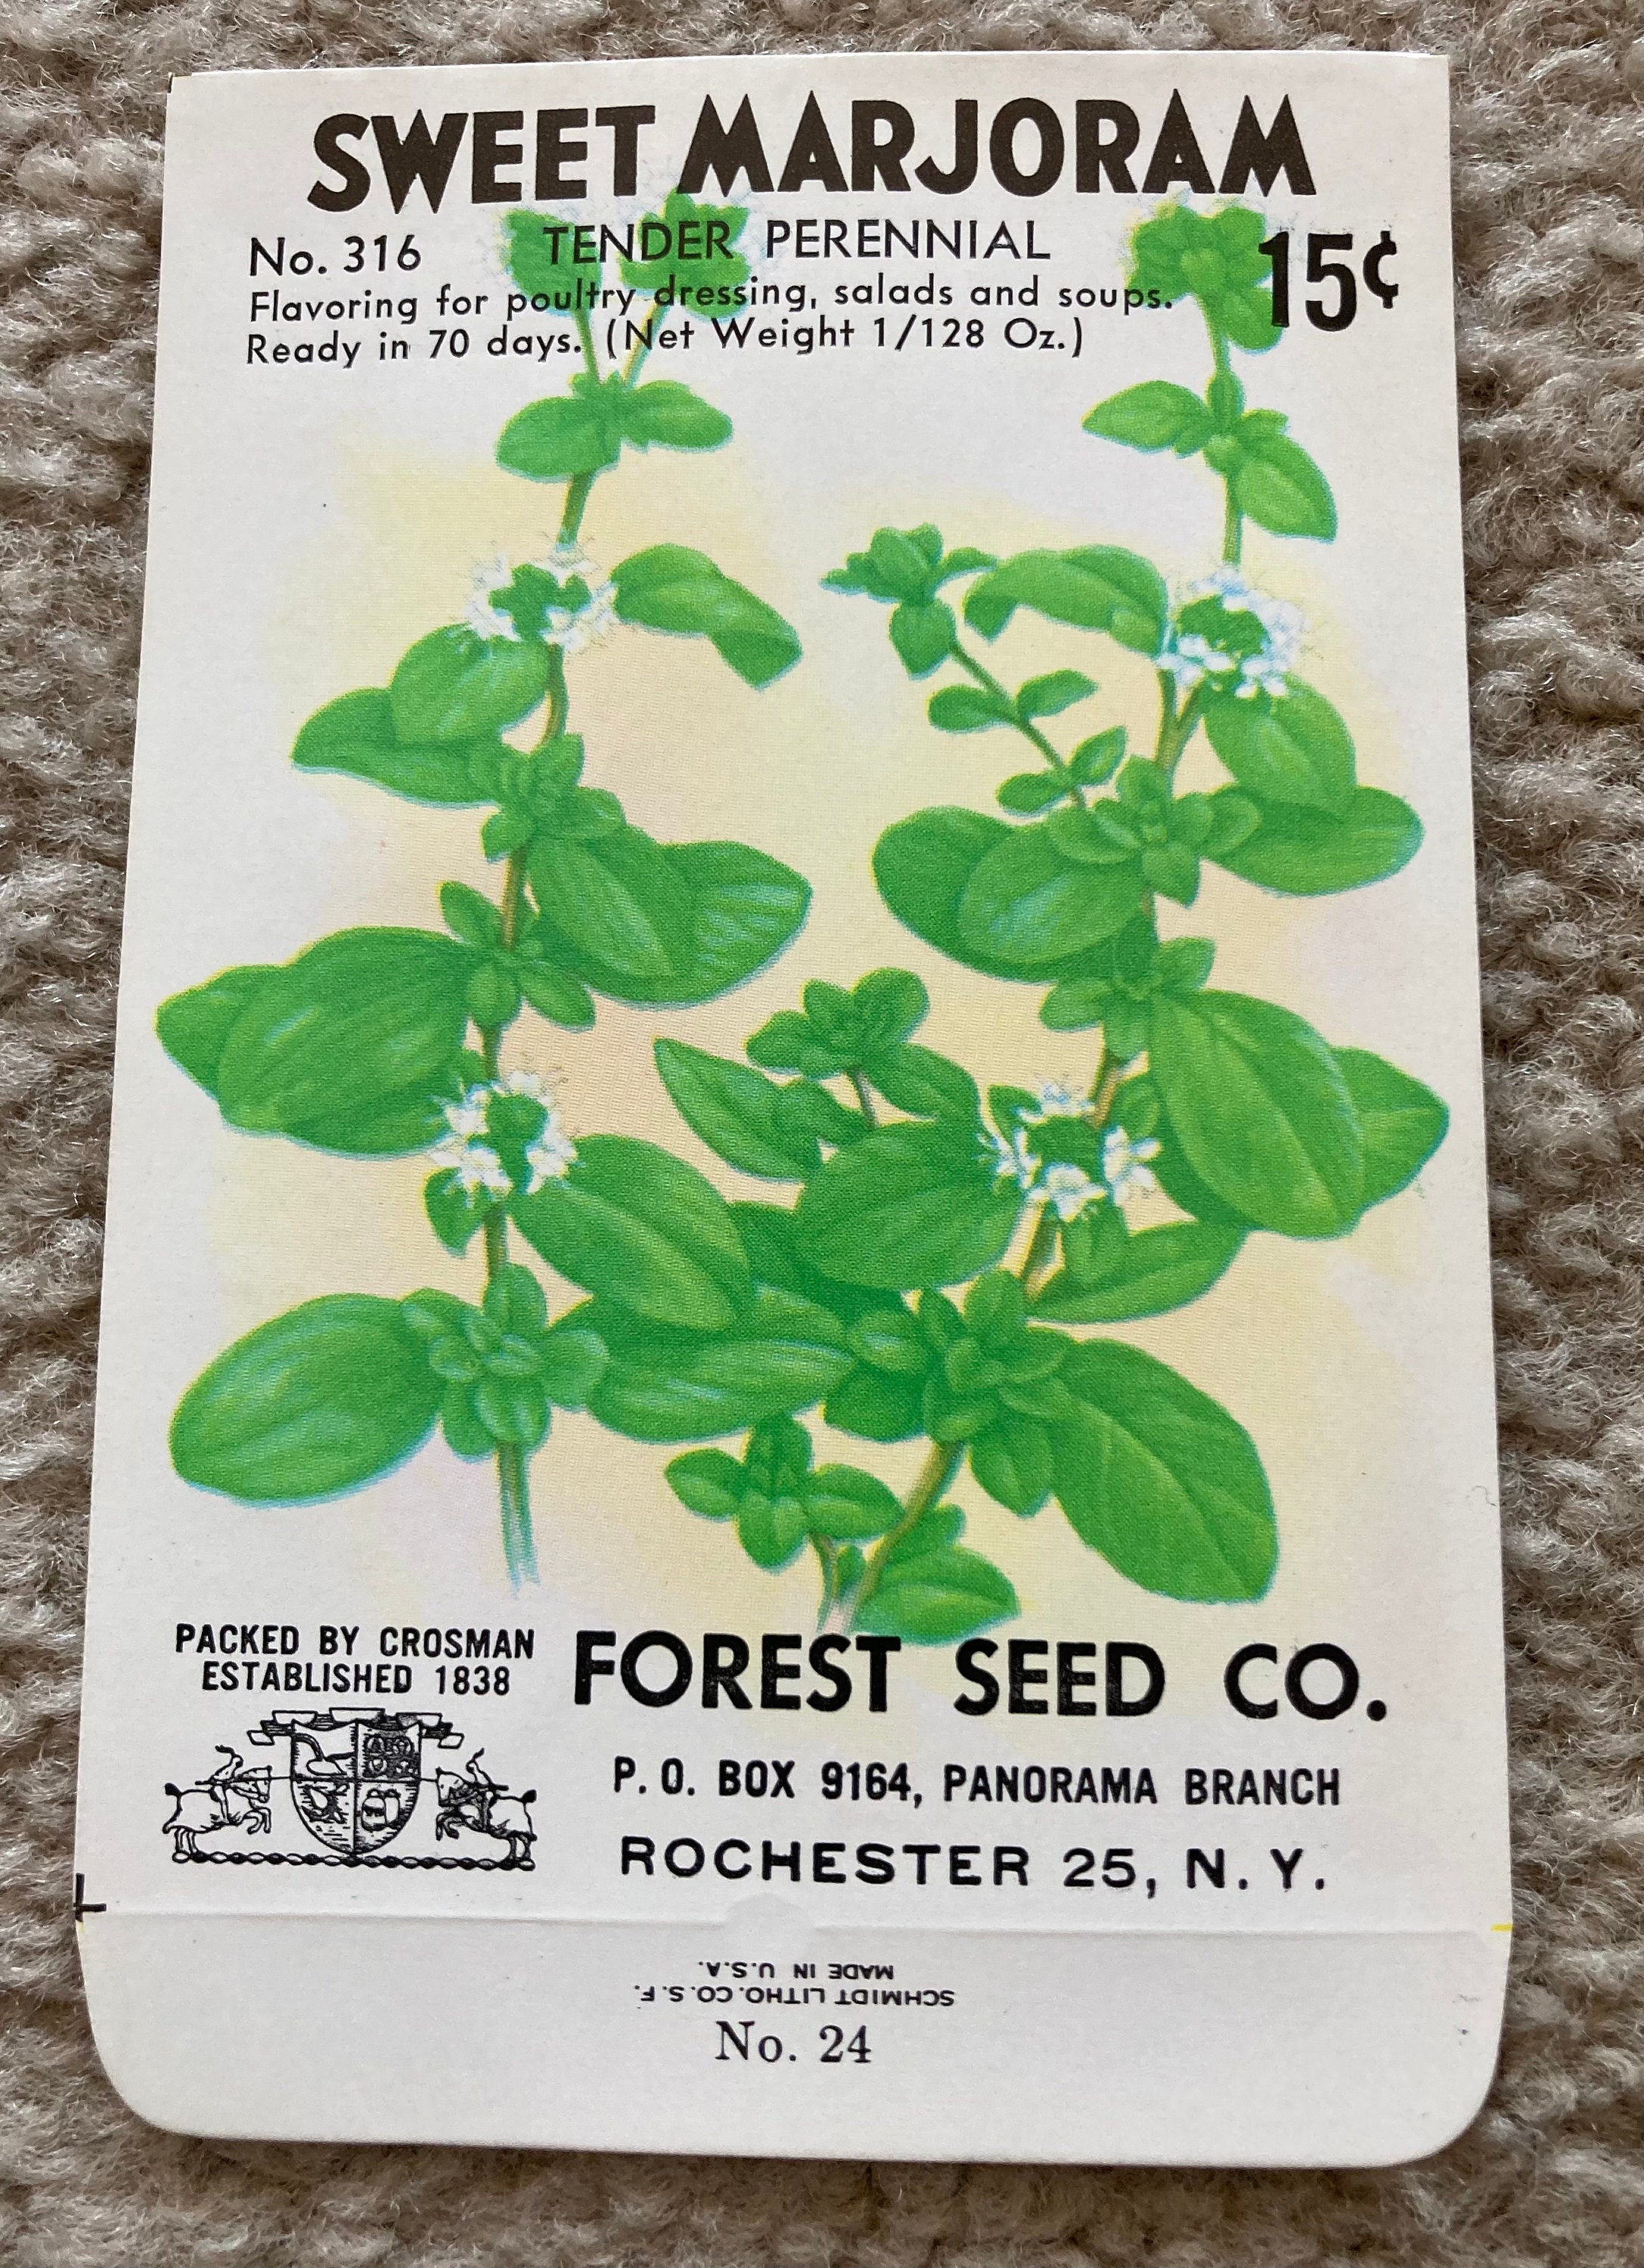 SWEET MARJORAM
No. 316 TENDER PERENNIAL 15¢
Flavoring for poultry dressing, salads and soups.
Ready in 70 days. (Net Weight 1/128 Oz.)
PACKED BY CROSMAN
ESTABLISHED 1838
FOREST SEED CO.
P. O. BOX 9164, PANORAMA BRANCH
ROCHESTER 25, N. Y.
SCHMIDT LITHO. CO. S. F.
MADE IN U.S.A.
No. 24